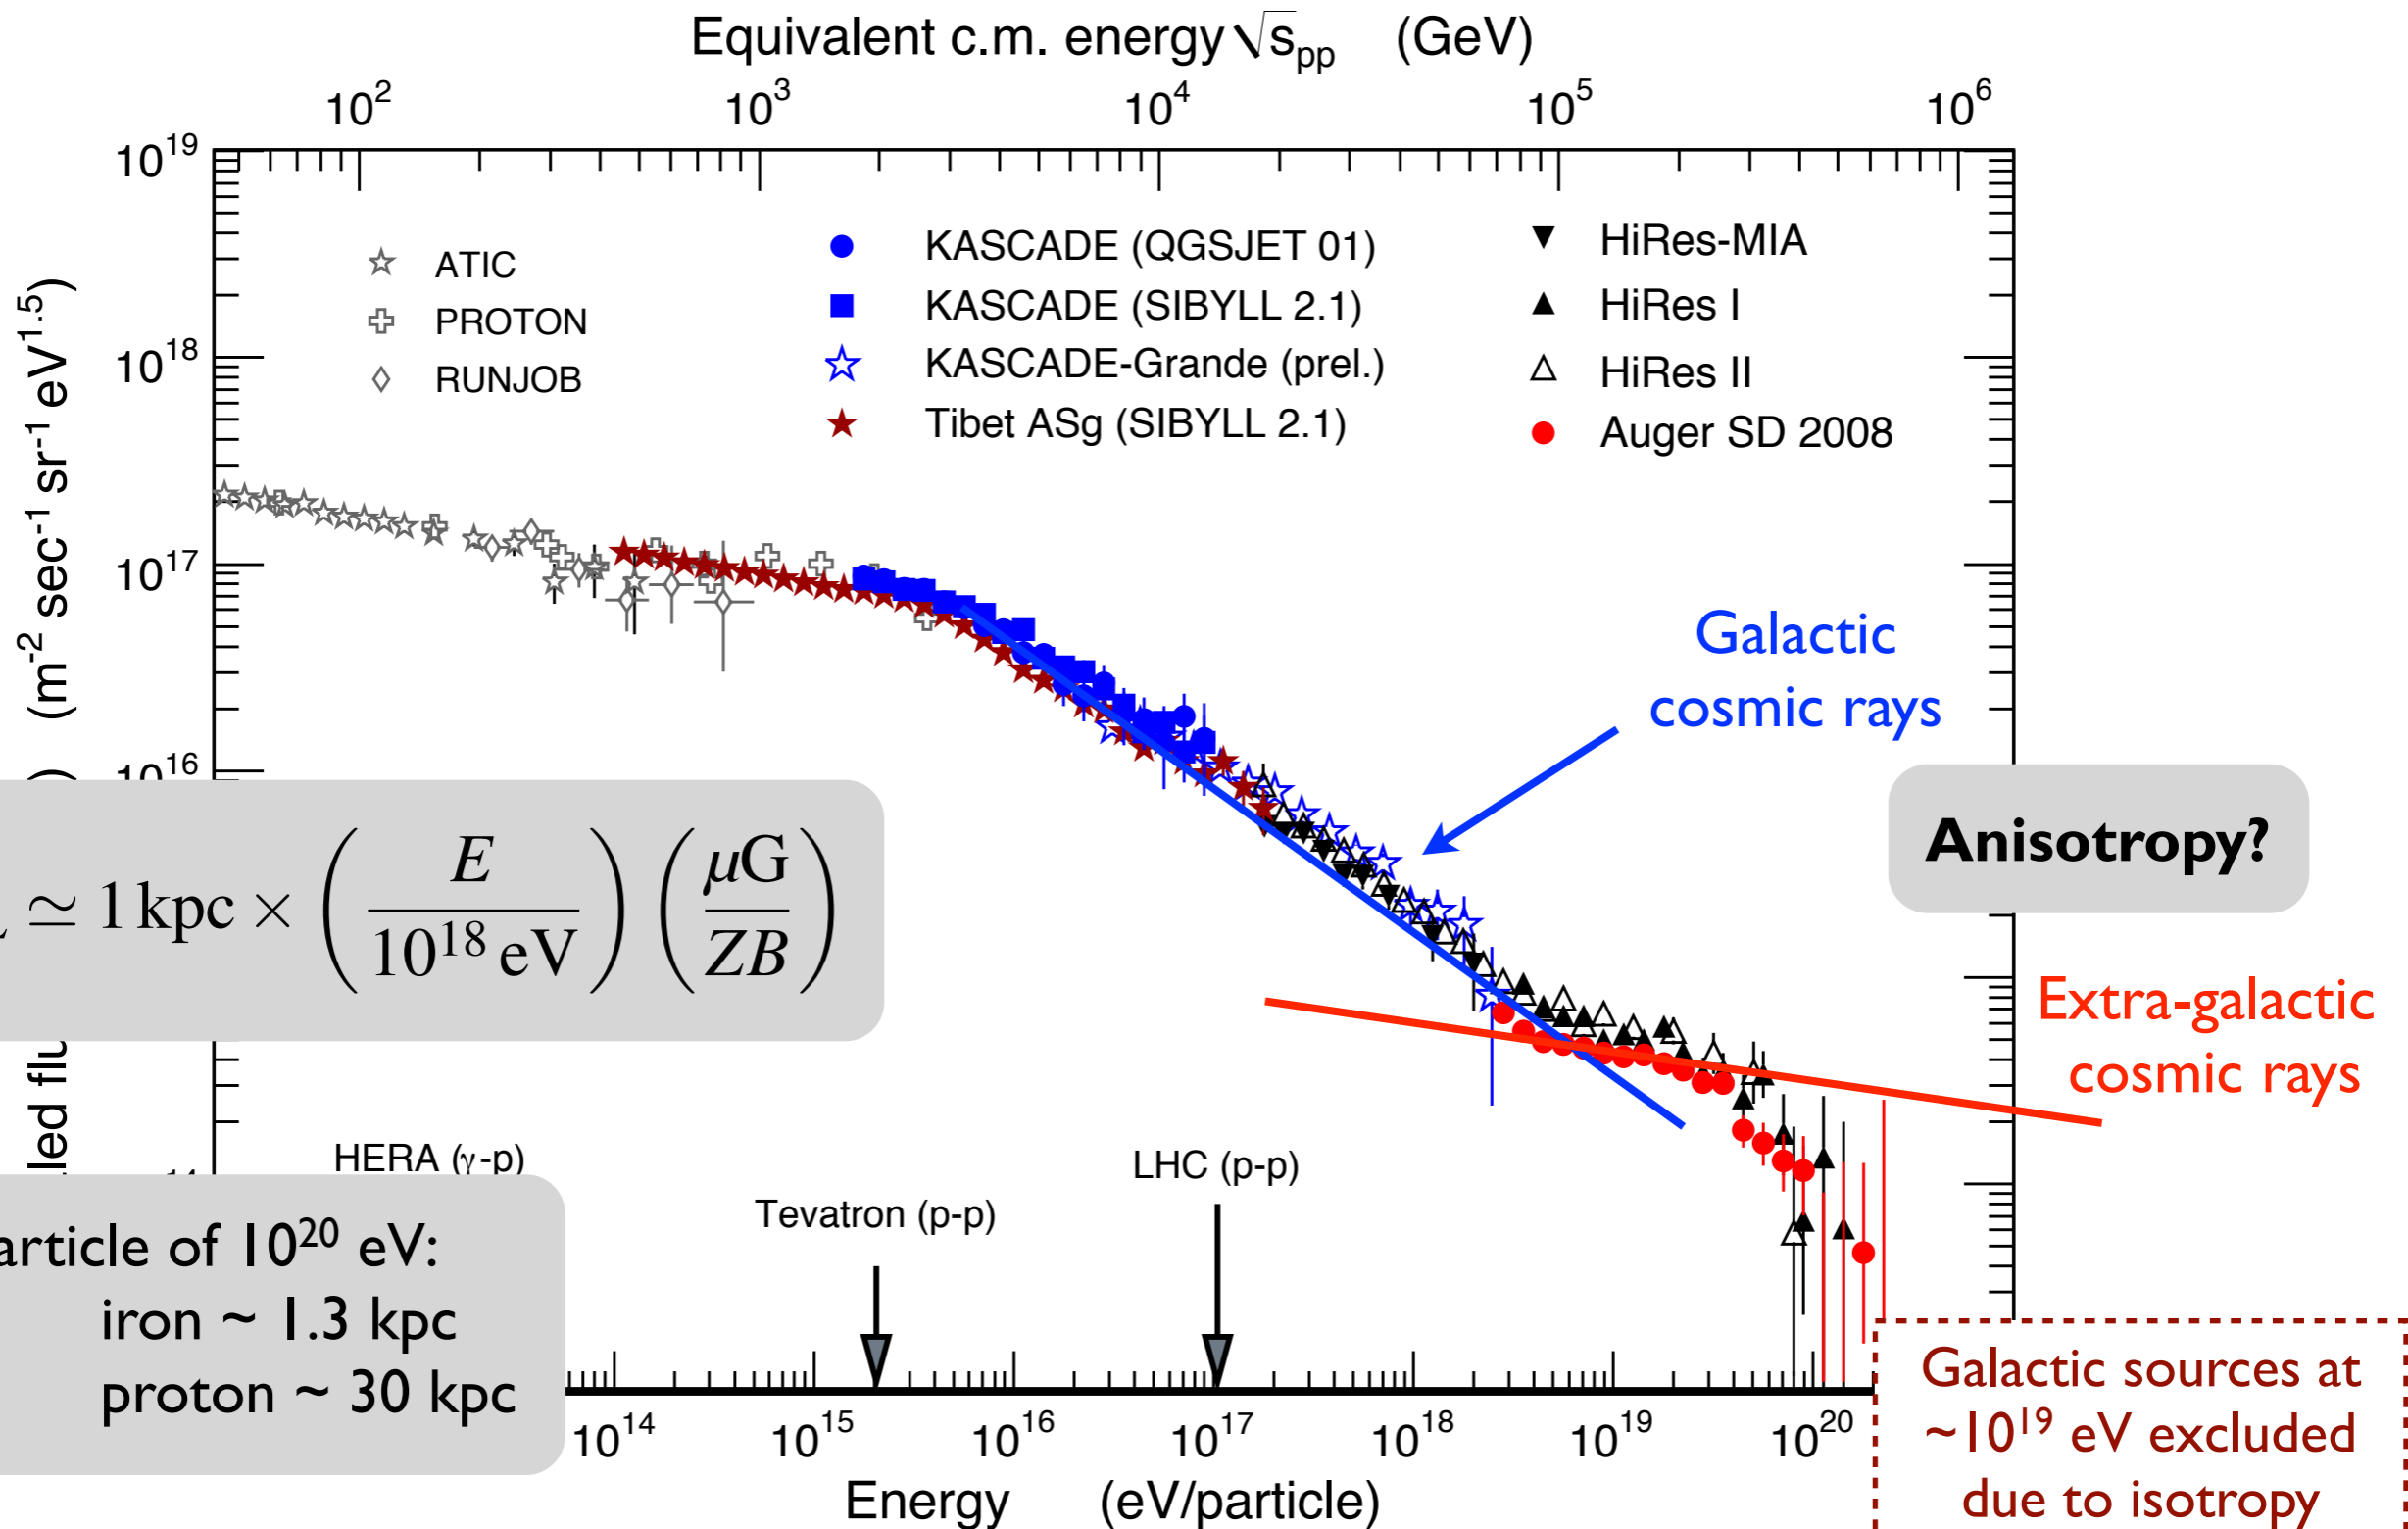 Equivalent c.m. energy √s_pp (GeV)
10^2 10^3 10^4 10^5 10^6
10^19
10^18
10^17
10^16
(m^-2 sec^-1 sr^-1 eV^1.5)
ATIC
PROTON
RUNJOB
KASCADE (QGSJET 01)
KASCADE (SIBYLL 2.1)
KASCADE-Grande (prel.)
Tibet ASg (SIBYLL 2.1)
HiRes-MIA
HiRes I
HiRes II
Auger SD 2008
Galactic
cosmic rays
Anisotropy?
≃ 1 kpc × (E / 10^18 eV) (μG / ZB)
Extra-galactic
cosmic rays
HERA (γ-p)
Tevatron (p-p)
LHC (p-p)
of 10^20 eV:
iron ~ 1.3 kpc
proton ~ 30 kpc
10^14 10^15 10^16 10^17 10^18 10^19 10^20
Energy (eV/particle)
Galactic sources at
~10^19 eV excluded
due to isotropy